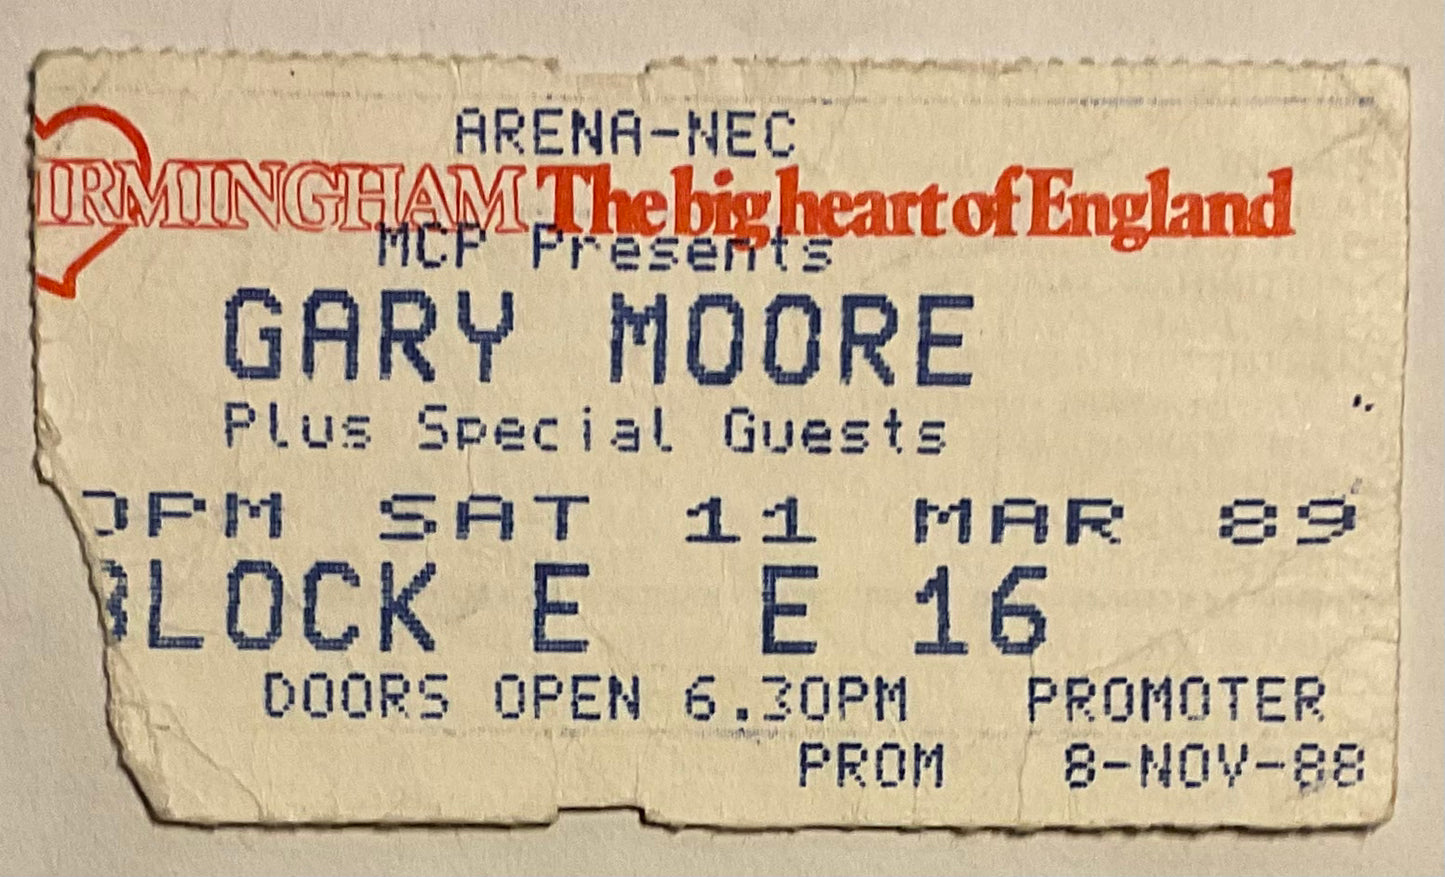 ARENA-NEC
IRMINGHAM The big heart of England
MCP Presents
GARY MOORE
Plus Special Guests
PM SAT 11 MAR 89
BLOCK E E 16
DOORS OPEN 6.30PM PROMOTER
PROM 8-NOV-88